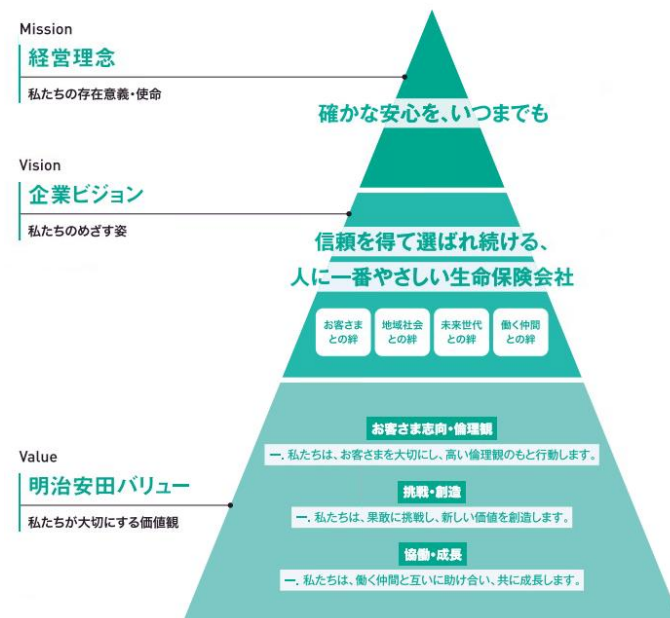 Mission
経営理念
私たちの存在意義・使命
確かな安心を、いつまでも
Vision
企業ビジョン
私たちのめざす姿
信頼を得て選ばれ続ける、
人に一番やさしい生命保険会社
お客さま
との絆
地域社会
との絆
未来世代
との絆
働く仲間
との絆
Value
明治安田バリュー
私たちが大切にする価値観
お客さま志向・倫理観
一. 私たちは、お客さまを大切にし、高い倫理観のもと行動します。
挑戦・創造
一. 私たちは、果敢に挑戦し、新しい価値を創造します。
協働・成長
一. 私たちは、働く仲間と互いに助け合い、共に成長します。